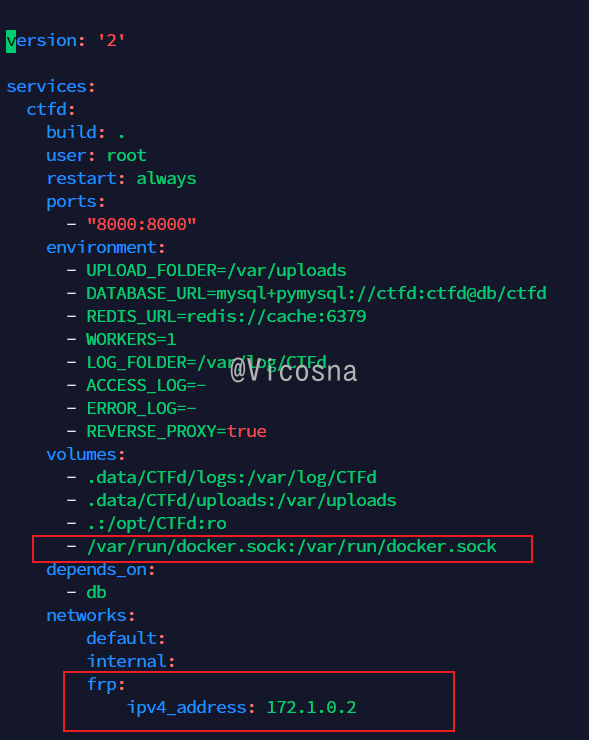 version: '2'
services:
  ctfd:
    build: .
    user: root
    restart: always
    ports:
      - "8000:8000"
    environment:
      - UPLOAD_FOLDER=/var/uploads
      - DATABASE_URL=mysql+pymysql://ctfd:ctfd@db/ctfd
      - REDIS_URL=redis://cache:6379
      - WORKERS=1
      - LOG_FOLDER=/var/log/CTFd
      - ACCESS_LOG=-
      - ERROR_LOG=-
      - REVERSE_PROXY=true
    volumes:
      - .data/CTFd/logs:/var/log/CTFd
      - .data/CTFd/uploads:/var/uploads
      - .:/opt/CTFd:ro
      - /var/run/docker.sock:/var/run/docker.sock
    depends_on:
      - db
    networks:
        default:
        internal:
        frp:
            ipv4_address: 172.1.0.2
@Vicosna